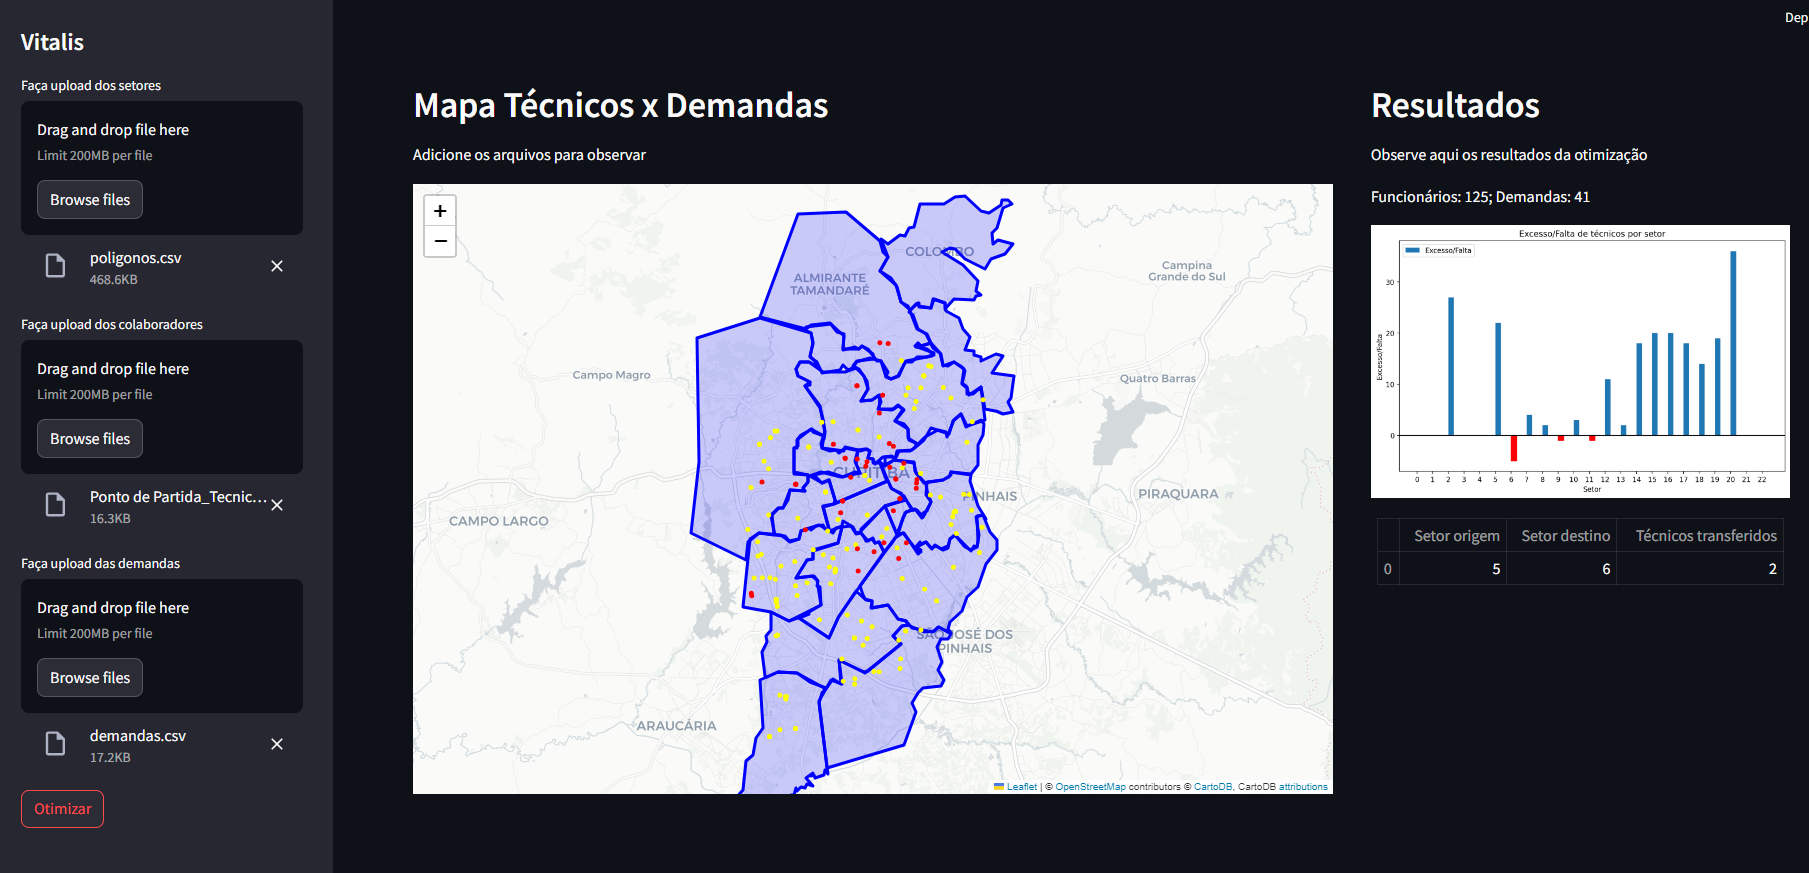 Dep
Vitalis
Faça upload dos setores
Drag and drop file here
Limit 200MB per file
Browse files
poligonos.csv
468.6KB
Faça upload dos colaboradores
Drag and drop file here
Limit 200MB per file
Browse files
Ponto de Partida_Tecnic...
16.3KB
Faça upload das demandas
Drag and drop file here
Limit 200MB per file
Browse files
demandas.csv
17.2KB
Otimizar
Mapa Técnicos x Demandas
Adicione os arquivos para observar
+
−
COLOMBO
ALMIRANTE
TAMANDARÉ
Campina
Grande do Sul
Campo Magro
Quatro Barras
CURITIBA
PINHAIS
PIRAQUARA
CAMPO LARGO
SÃO JOSÉ DOS
PINHAIS
ARAUCÁRIA
Leaflet | © OpenStreetMap contributors © CartoDB, CartoDB attributions
Resultados
Observe aqui os resultados da otimização
Funcionários: 125; Demandas: 41
Excesso/Falta de técnicos por setor
Excesso/Falta
30
20
10
0
Excesso/Falta
0 1 2 3 4 5 6 7 8 9 10 11 12 13 14 15 16 17 18 19 20 21 22
Setor
Setor origem Setor destino Técnicos transferidos
0 5 6 2